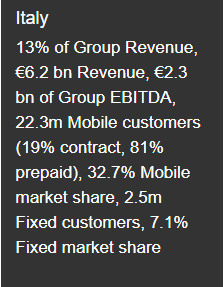 Italy
13% of Group Revenue,
€6.2 bn Revenue, €2.3
bn of Group EBITDA,
22.3m Mobile customers
(19% contract, 81%
prepaid), 32.7% Mobile
market share, 2.5m
Fixed customers, 7.1%
Fixed market share